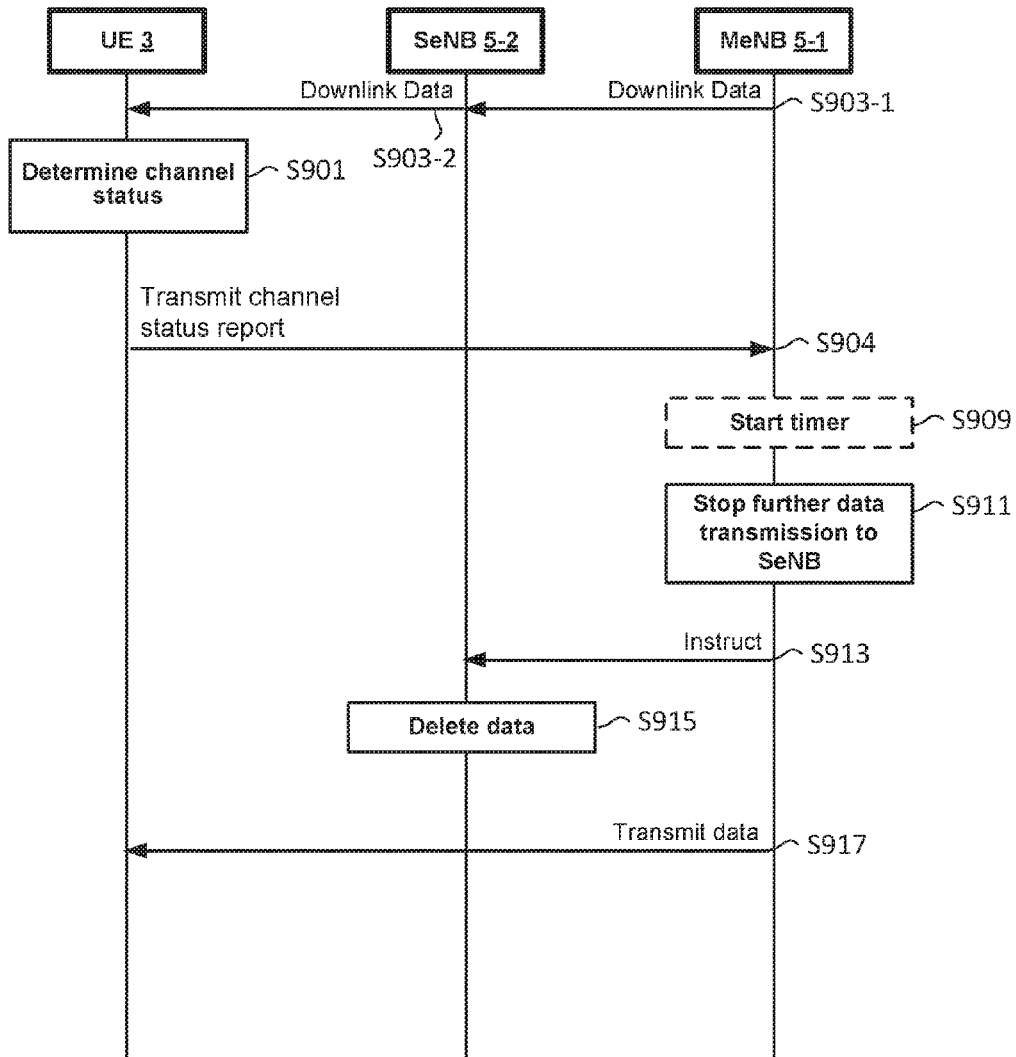 UE 3
SeNB 5-2
MeNB 5-1
Downlink Data
Downlink Data
S903-1
S903-2
Determine channel
status
S901
Transmit channel
status report
S904
Start timer
S909
Stop further data
transmission to
SeNB
S911
Instruct
S913
Delete data
S915
Transmit data
S917